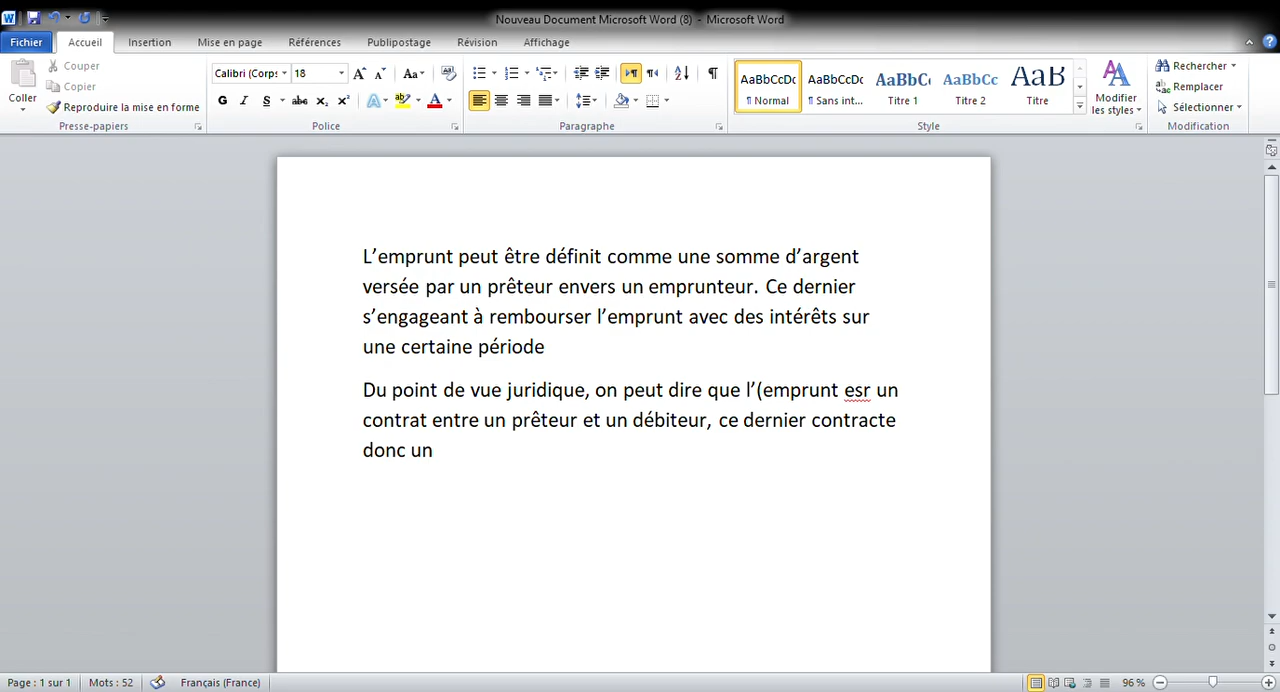 Nouveau Document Microsoft Word (8) - Microsoft Word
Fichier Accueil Insertion Mise en page Références Publipostage Révision Affichage
Coller
Couper
Copier
Reproduire la mise en forme
Presse-papiers
Calibri (Corps 18
Police
Paragraphe
AaBbCcDc AaBbCcDc AaBbC AaBbCc AaB
¶ Normal ¶ Sans int... Titre 1 Titre 2 Titre
Modifier
les styles
Style
Rechercher
Remplacer
Sélectionner
Modification
L’emprunt peut être définit comme une somme d’argent
versée par un prêteur envers un emprunteur. Ce dernier
s’engageant à rembourser l’emprunt avec des intérêts sur
une certaine période
Du point de vue juridique, on peut dire que l’(emprunt esr un
contrat entre un prêteur et un débiteur, ce dernier contracte
donc un
Page : 1 sur 1 Mots : 52 Français (France) 96 %